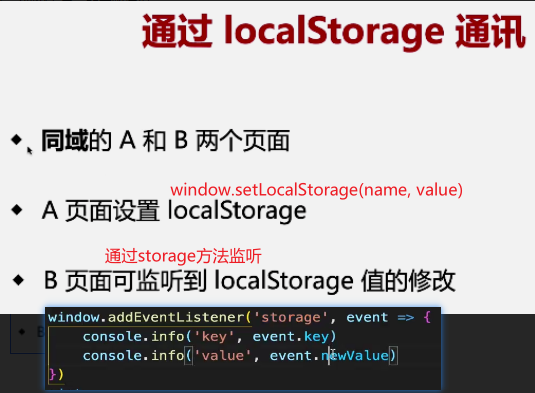 通过 localStorage 通讯
同域的 A 和 B 两个页面
window.setLocalStorage(name, value)
A 页面设置 localStorage
通过storage方法监听
B 页面可监听到 localStorage 值的修改
window.addEventListener('storage', event => {
console.info('key', event.key)
console.info('value', event.newValue)
})